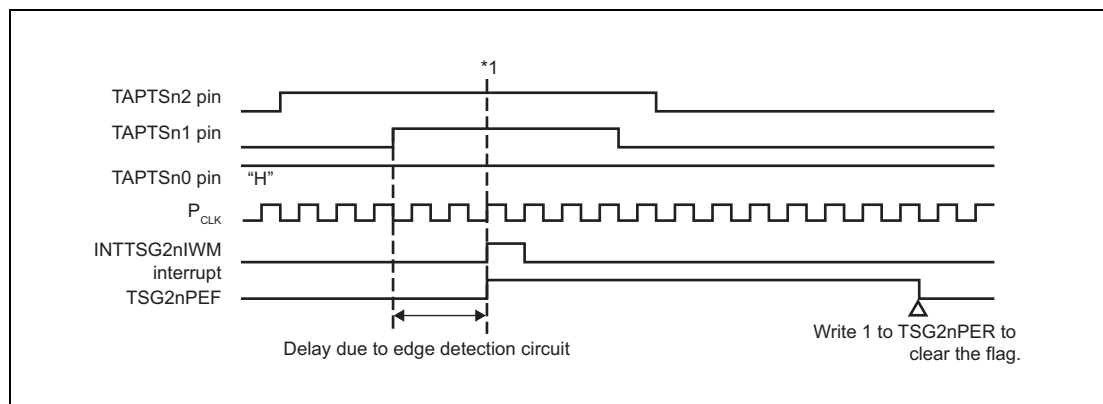 *1
TAPTSn2 pin
TAPTSn1 pin
TAPTSn0 pin "H"
PCLK
INTTSG2nIWM
interrupt
TSG2nPEF
Delay due to edge detection circuit
Write 1 to TSG2nPER to
clear the flag.